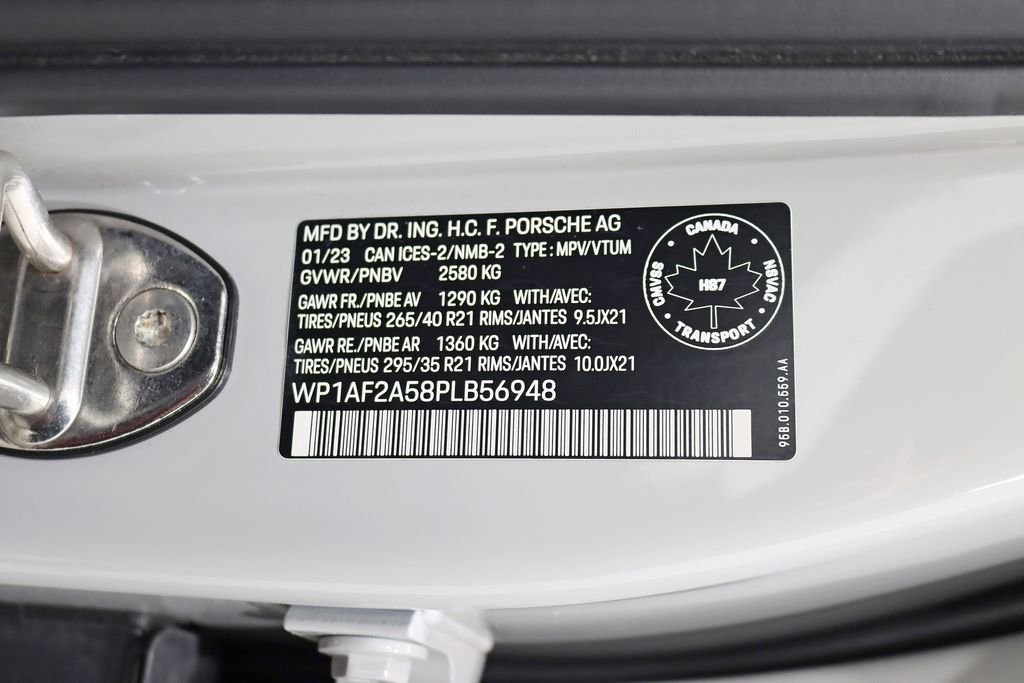 MFD BY DR. ING. H.C. F. PORSCHE AG
01/23 CAN ICES-2/NMB-2 TYPE: MPV/VTUM
GVWR/PNBV 2580 KG
GAWR FR./PNBE AV 1290 KG WITH/AVEC:
TIRES/PNEUS 265/40 R21 RIMS/JANTES 9.5JX21
GAWR RE./PNBE AR 1360 KG WITH/AVEC:
TIRES/PNEUS 295/35 R21 RIMS/JANTES 10.0JX21
WP1AF2A58PLB56948
CANADA
CMVSS
H87
NSVAC
TRANSPORT
95B.010.559.AA